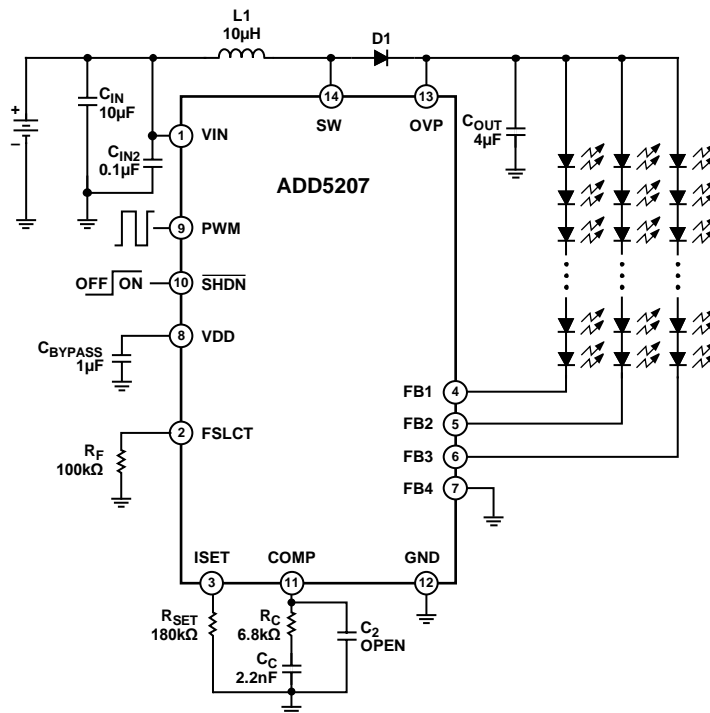 L1
10µH
D1
14
13
SW
OVP
CIN
10µF
+
–
1
VIN
COUT
4µF
CIN2
0.1µF
ADD5207
9
PWM
OFF
ON
10
SHDN
8
VDD
CBYPASS
1µF
FB1
4
2
FSLCT
FB2
5
RF
100kΩ
FB3
6
FB4
7
ISET
COMP
GND
3
11
12
RSET
180kΩ
RC
6.8kΩ
C2
OPEN
CC
2.2nF